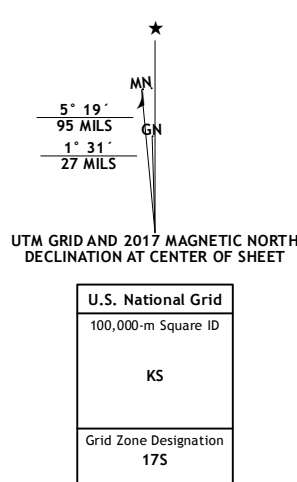 MN
5° 19´
95 MILS
GN
1° 31´
27 MILS
UTM GRID AND 2017 MAGNETIC NORTH
DECLINATION AT CENTER OF SHEET
U.S. National Grid
100,000-m Square ID
KS
Grid Zone Designation
17S